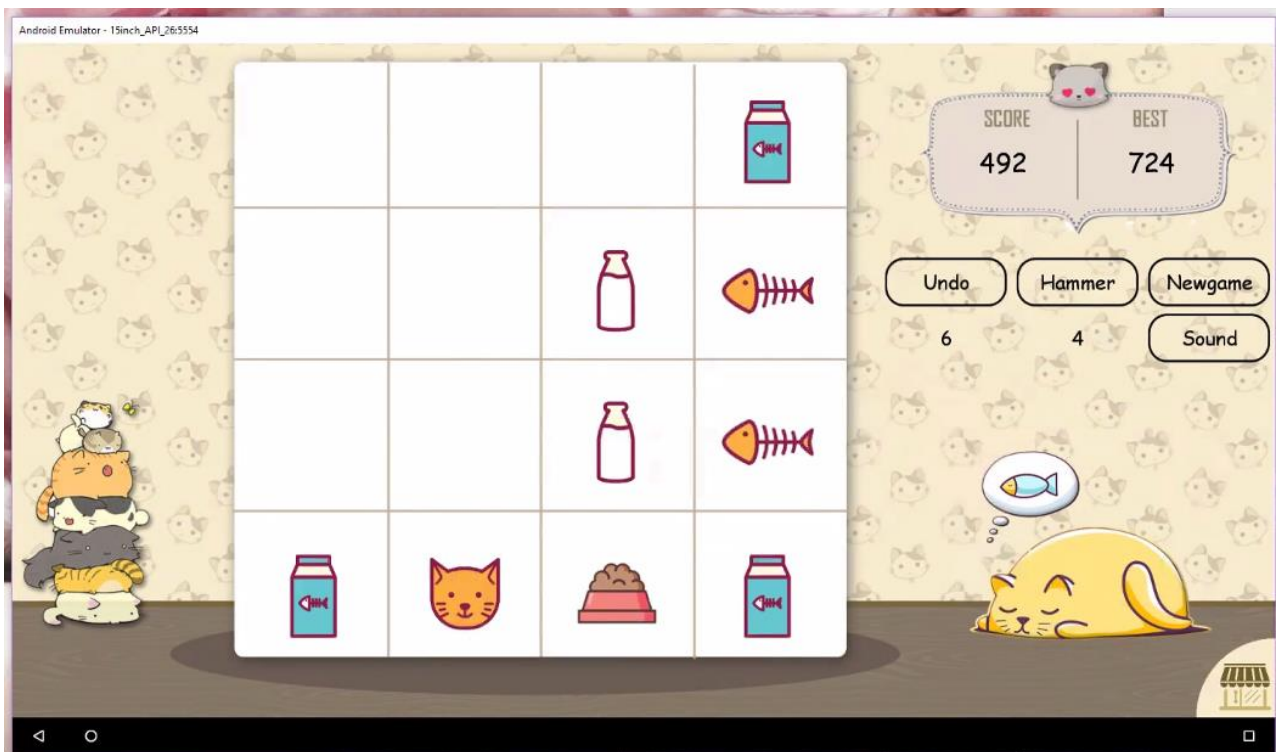 Android Emulator - 15inch_API_26:5554
SCORE
BEST
492
724
Undo
Hammer
Newgame
6
4
Sound